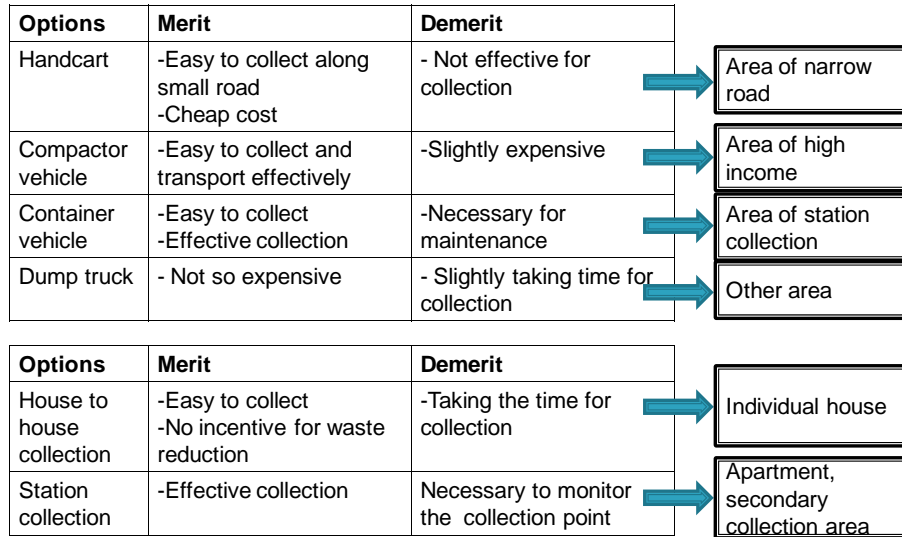 Options Merit Demerit
Handcart
-Easy to collect along
small road
-Cheap cost
- Not effective for
collection
Area of narrow
road
Compactor
vehicle
-Easy to collect and
transport effectively
-Slightly expensive
Area of high
income
Container
vehicle
-Easy to collect
-Effective collection
-Necessary for
maintenance
Area of station
collection
Dump truck
- Not so expensive
- Slightly taking time for
collection
Other area
Options Merit Demerit
House to
house
collection
-Easy to collect
-No incentive for waste
reduction
-Taking the time for
collection
Individual house
Station
collection
-Effective collection
Necessary to monitor
the collection point
Apartment,
secondary
collection area